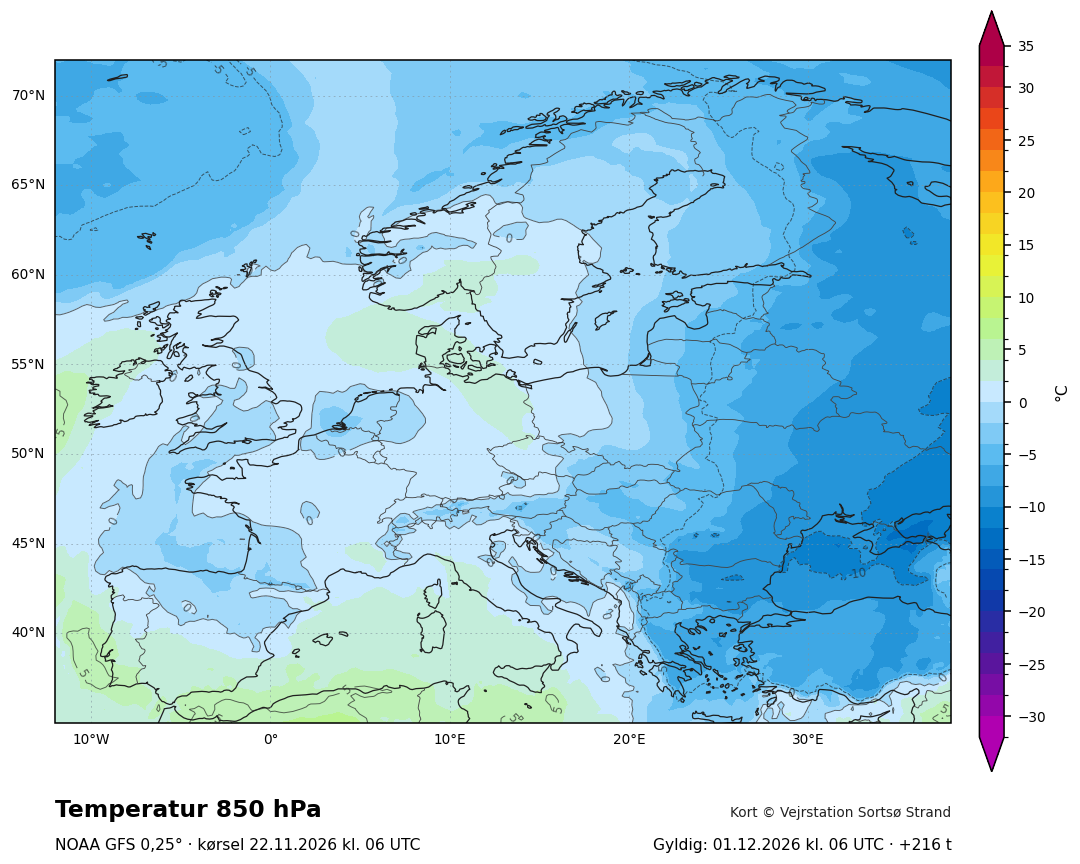 70°N
65°N
60°N
55°N
50°N
45°N
40°N
10°W 0° 10°E 20°E 30°E
35
30
25
20
15
10
5
0
−5
−10
−15
−20
−25
−30
°C
Temperatur 850 hPa
Kort © Vejrstation Sortsø Strand
NOAA GFS 0,25° · kørsel 22.11.2026 kl. 06 UTC
Gyldig: 01.12.2026 kl. 06 UTC · +216 t